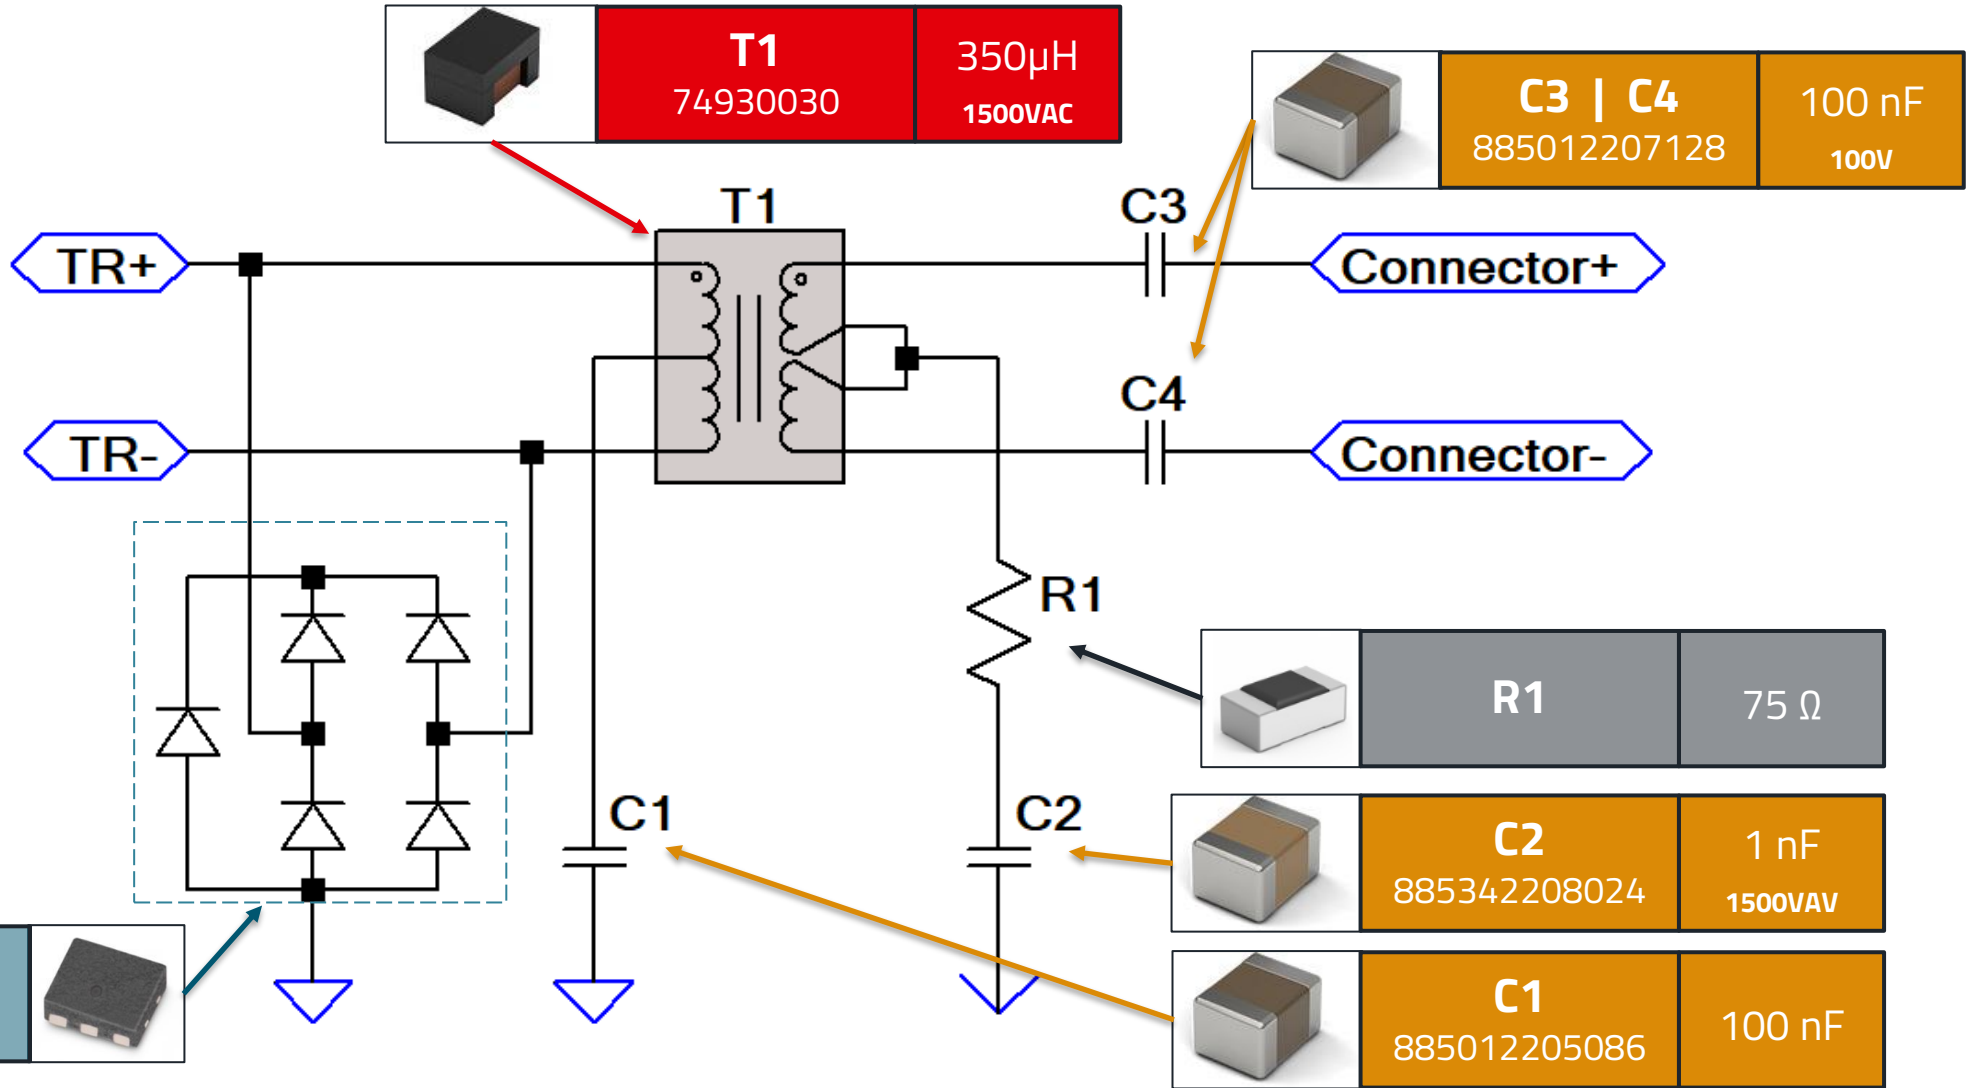 T1
74930030
350µH
1500VAC
C3 | C4
885012207128
100 nF
100V
T1
C3
TR+
Connector+
C4
TR-
Connector-
R1
R1
75 Ω
C1
C2
C2
885342208024
1 nF
1500VAV
C1
885012205086
100 nF